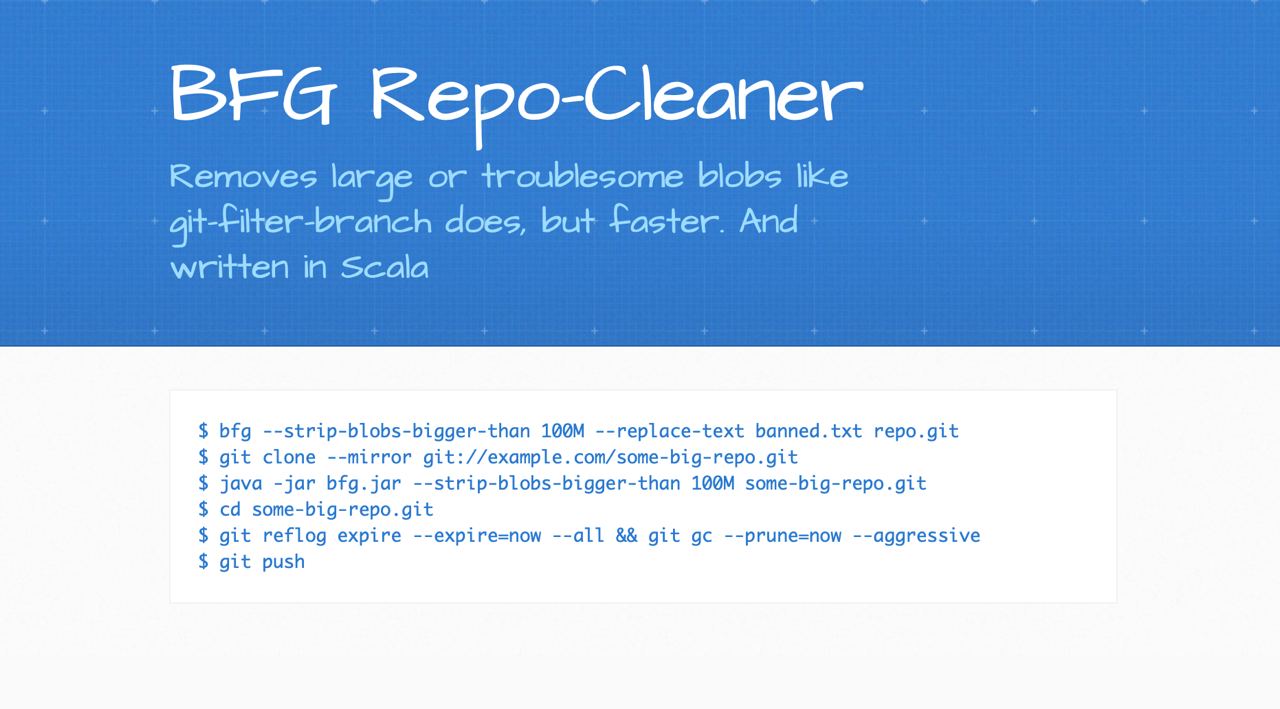 BFG Repo-Cleaner
Removes large or troublesome blobs like
git-filter-branch does, but faster. And
written in Scala
$ bfg --strip-blobs-bigger-than 100M --replace-text banned.txt repo.git
$ git clone --mirror git://example.com/some-big-repo.git
$ java -jar bfg.jar --strip-blobs-bigger-than 100M some-big-repo.git
$ cd some-big-repo.git
$ git reflog expire --expire=now --all && git gc --prune=now --aggressive
$ git push